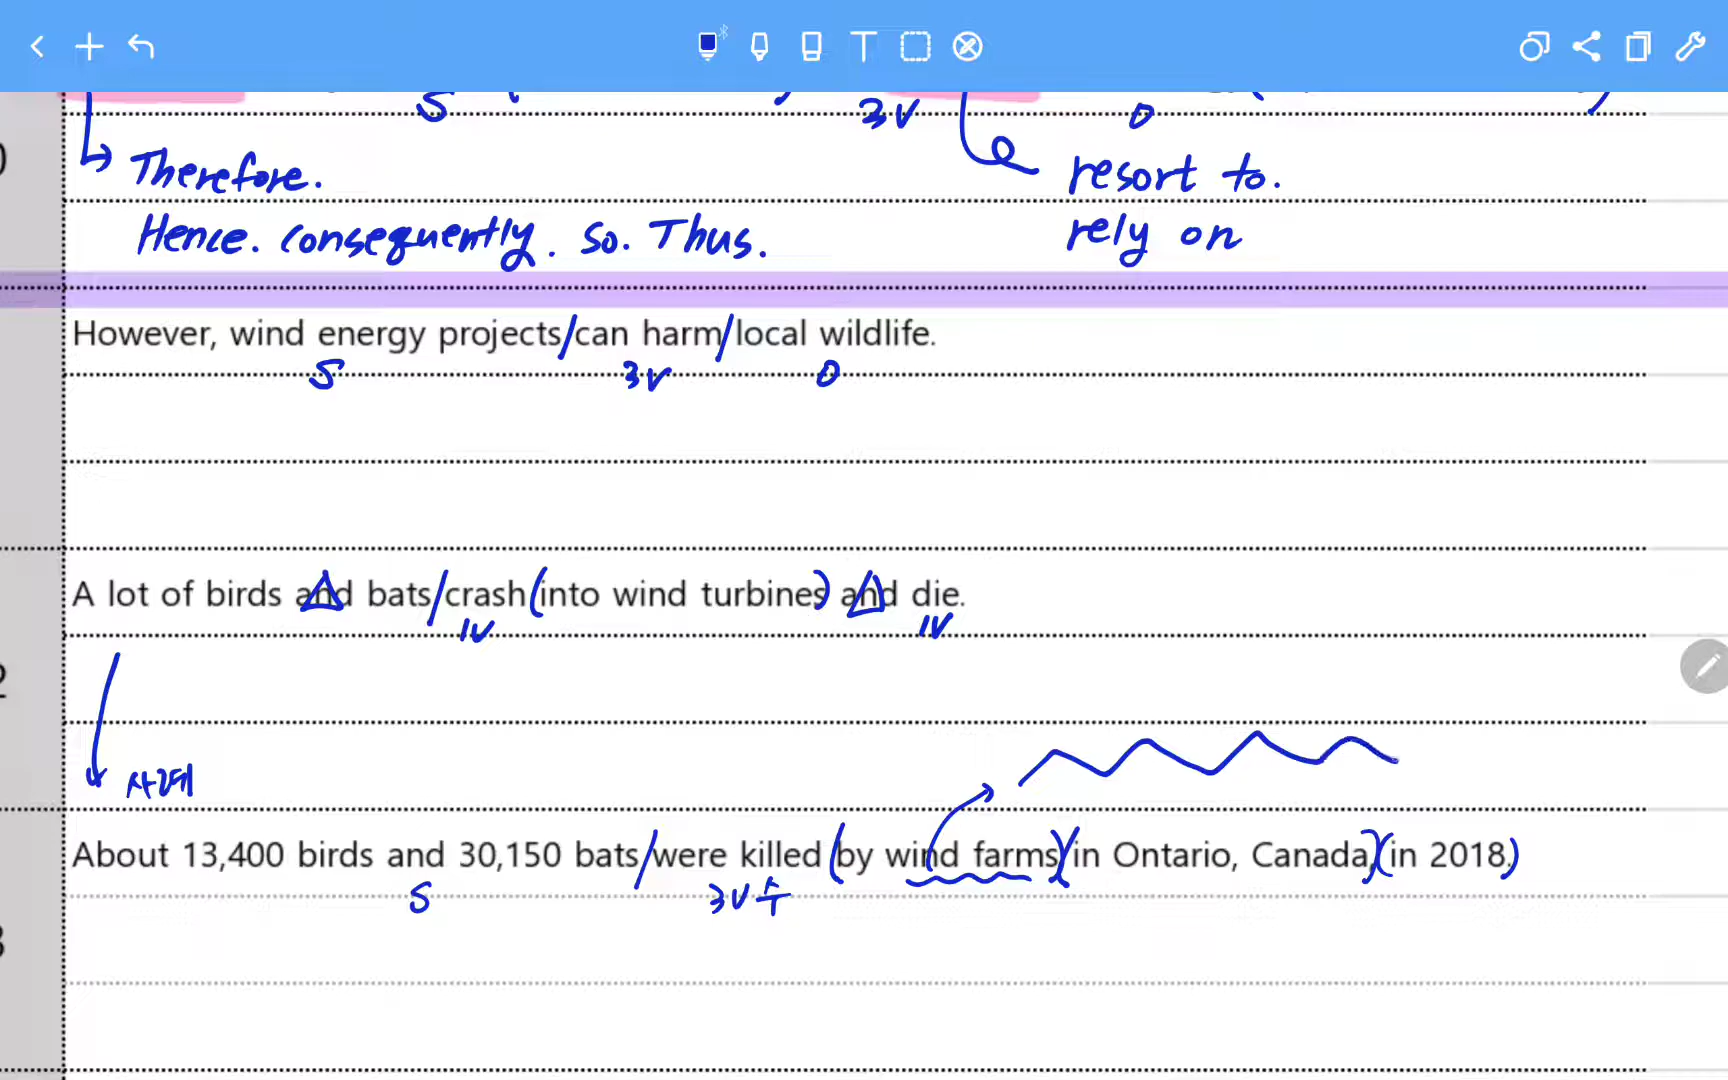 S 3V O
Therefore. resort to.
Hence. consequently. so. Thus. rely on
However, wind energy projects/can harm/local wildlife.
S 3V O
A lot of birds and bats/crash(into wind turbines) and die.
1V 1V
2
사례
About 13,400 birds and 30,150 bats/were killed (by wind farms)(in Ontario, Canada,)(in 2018.)
S 3V수